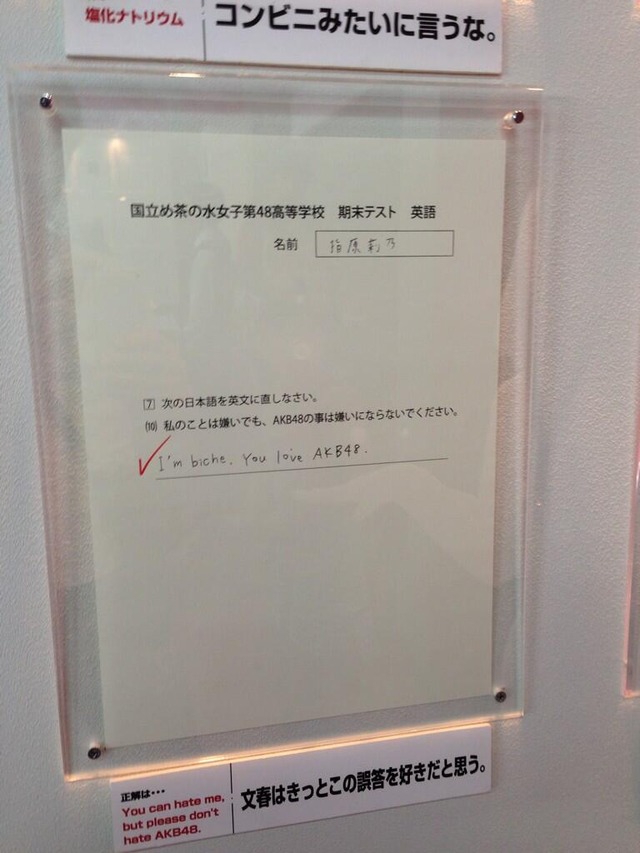 塩化ナトリウム
コンビニみたいに言うな。
国立め茶の水女子第48高等学校 期末テスト 英語
名前 指原莉乃
7 次の日本語を英文に直しなさい。
(10) 私のことは嫌いでも、AKB48の事は嫌いにならないでください。
I'm biche. You love AKB48.
正解は・・・
You can hate me,
but please don't
hate AKB48.
文春はきっとこの誤答を好きだと思う。